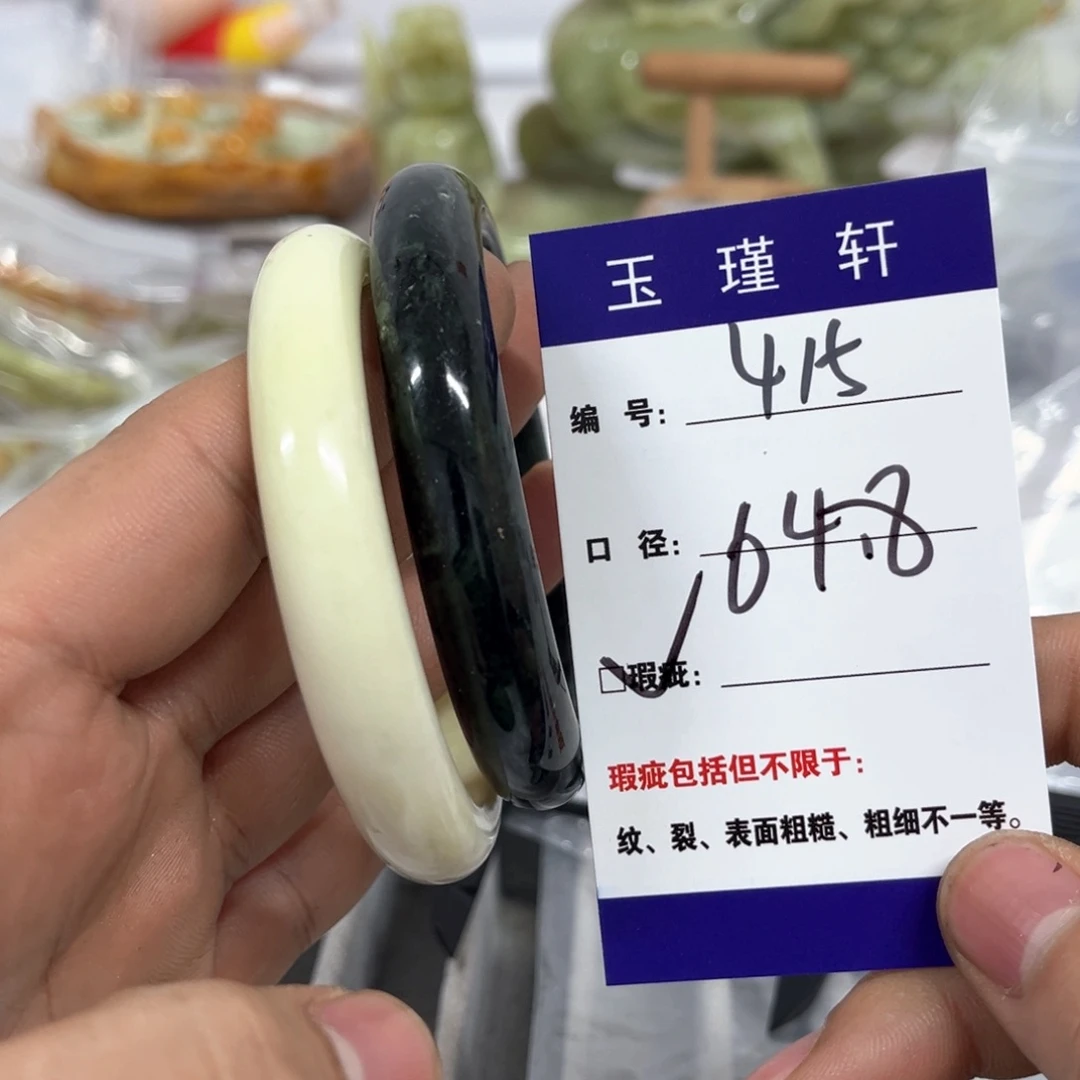 玉瑾轩
编号: 415
口径: 64.8
☑瑕疵:
瑕疵包括但不限于:
纹、裂、表面粗糙、粗细不一等。